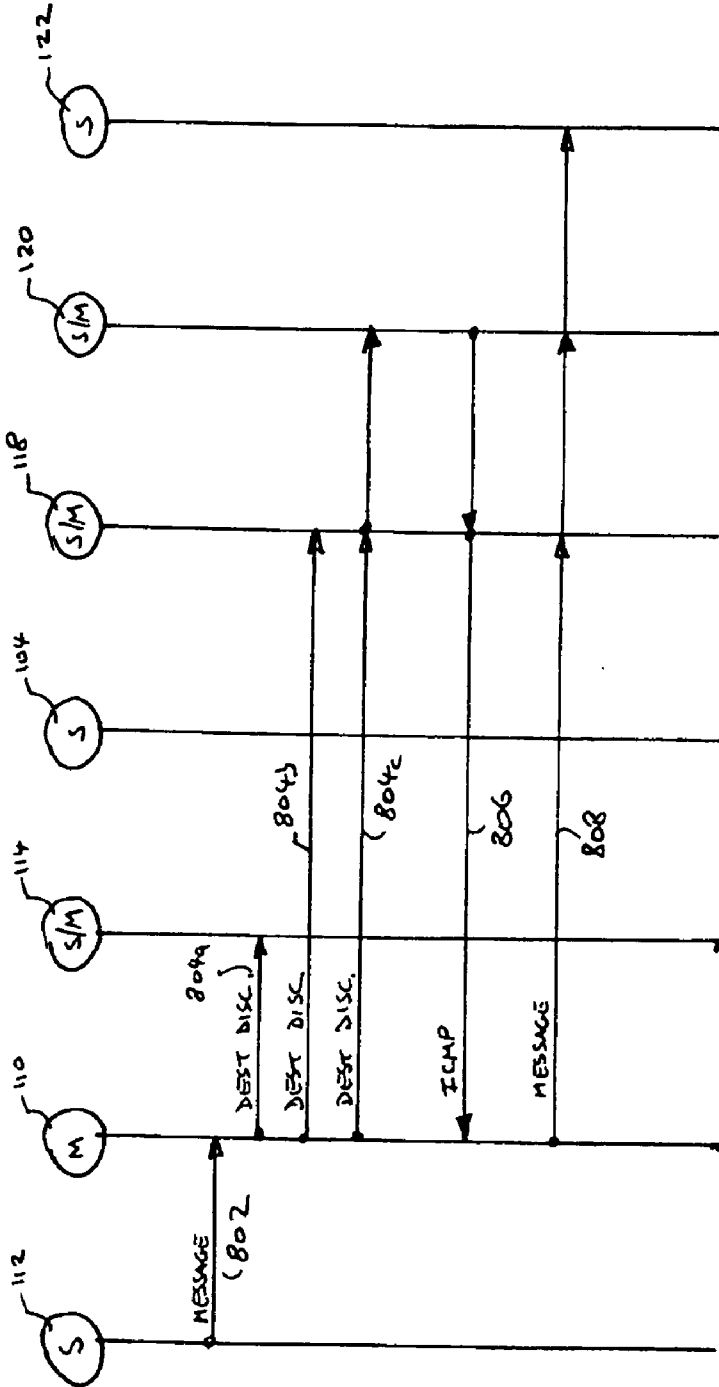 112
S
110
M
114
S/M
104
S
118
S/M
120
S/M
122
S
MESSAGE
802
DEST DISC.
804a
DEST DISC
804b
DEST DISC.
804c
ICMP
806
MESSAGE
808